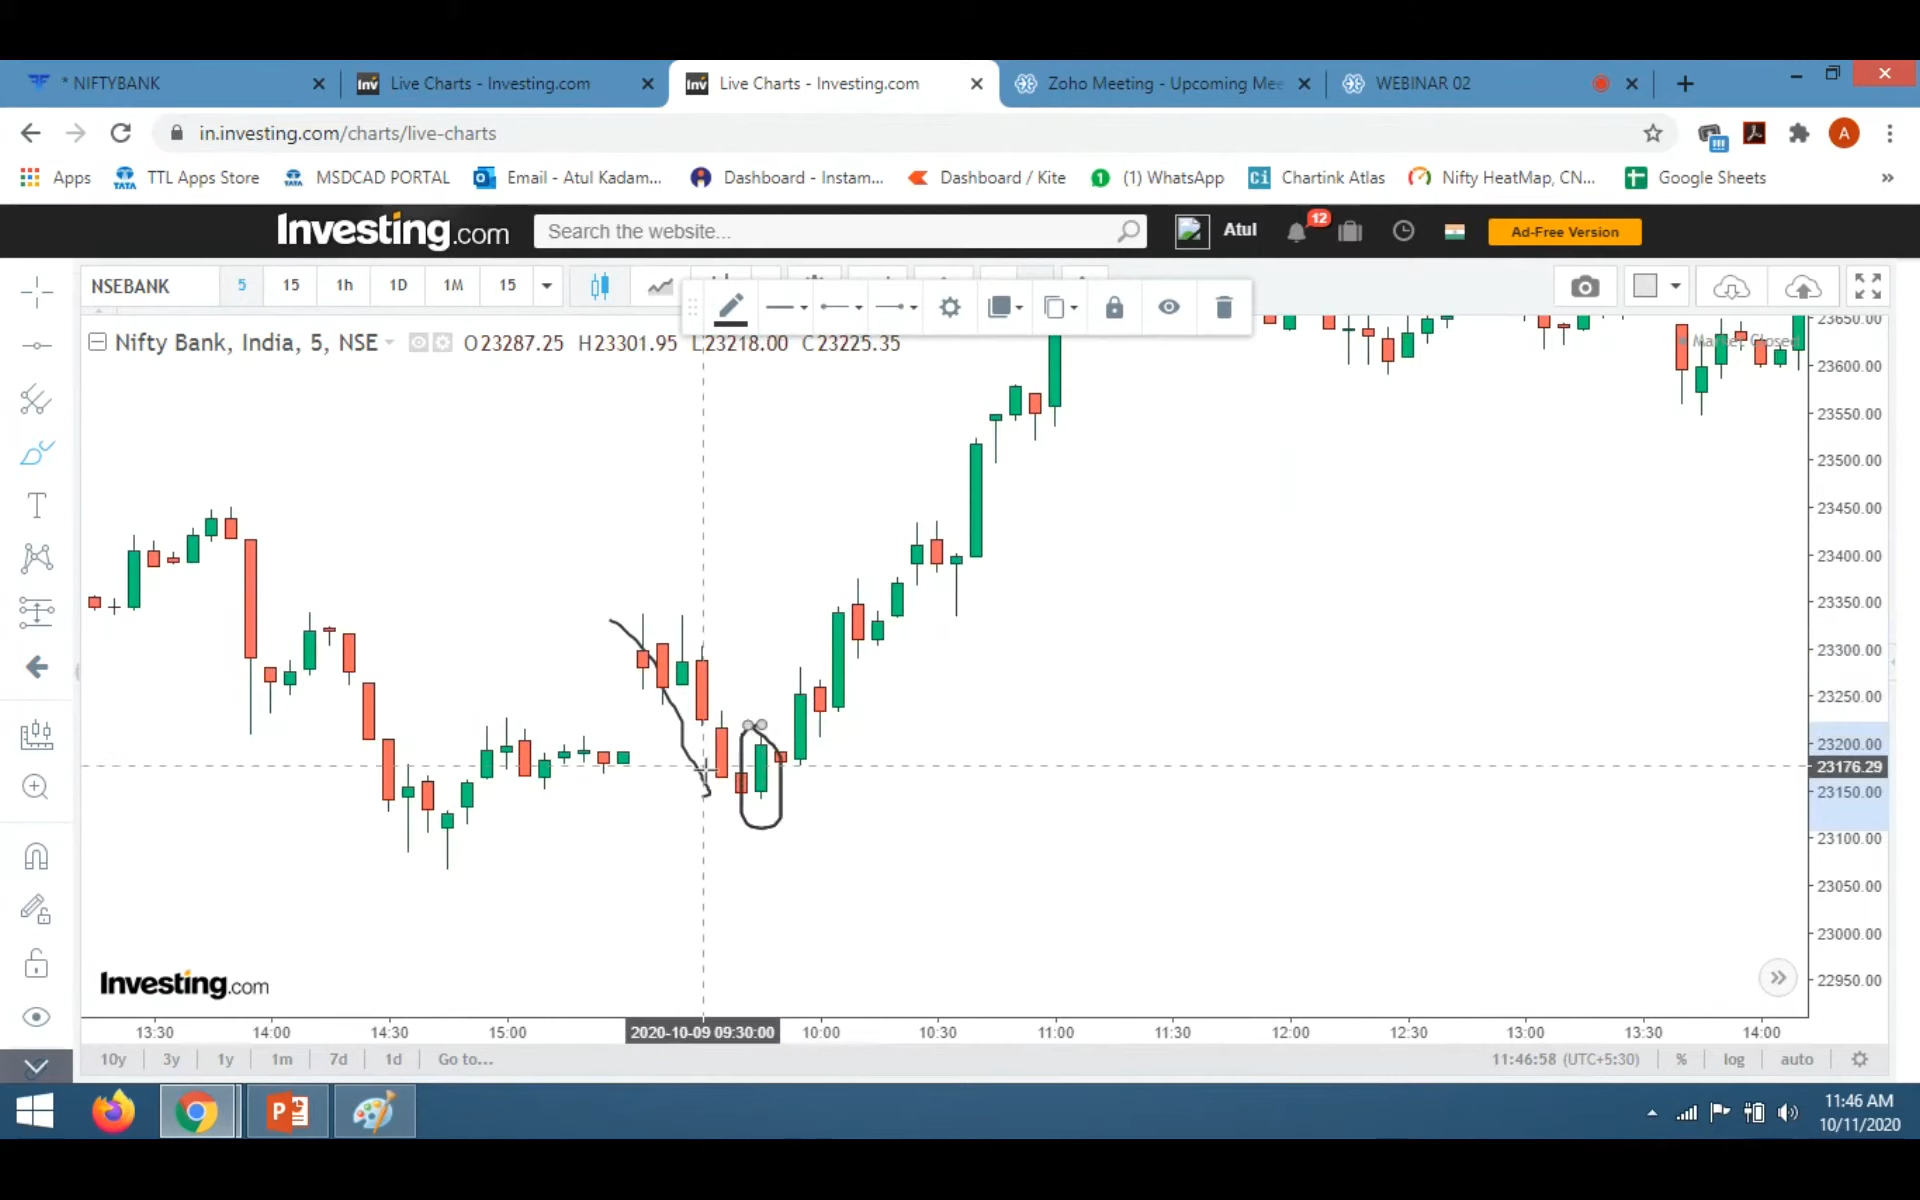 * NIFTYBANK
Live Charts - Investing.com
Live Charts - Investing.com
Zoho Meeting - Upcoming Mee
WEBINAR 02
in.investing.com/charts/live-charts
A
Apps
TATA
TTL Apps Store
TATA
MSDCAD PORTAL
Email - Atul Kadam...
Dashboard - Instam...
Dashboard / Kite
(1) WhatsApp
Chartink Atlas
Nifty HeatMap, CN...
Google Sheets
»
Investing.com
Search the website...
Atul
12
Ad-Free Version
NSEBANK
5
15
1h
1D
1M
15
Nifty Bank, India, 5, NSE
O23287.25 H23301.95 L23218.00 C23225.35
Market Closed
23650.00
23600.00
23550.00
23500.00
23450.00
23400.00
23350.00
23300.00
23250.00
23200.00
23176.29
23150.00
23100.00
23050.00
23000.00
22950.00
Investing.com
13:30
14:00
14:30
15:00
2020-10-09 09:30:00
10:00
10:30
11:00
11:30
12:00
12:30
13:00
13:30
14:00
10y
3y
1y
1m
7d
1d
Go to...
11:46:58 (UTC+5:30)
%
log
auto
11:46 AM
10/11/2020